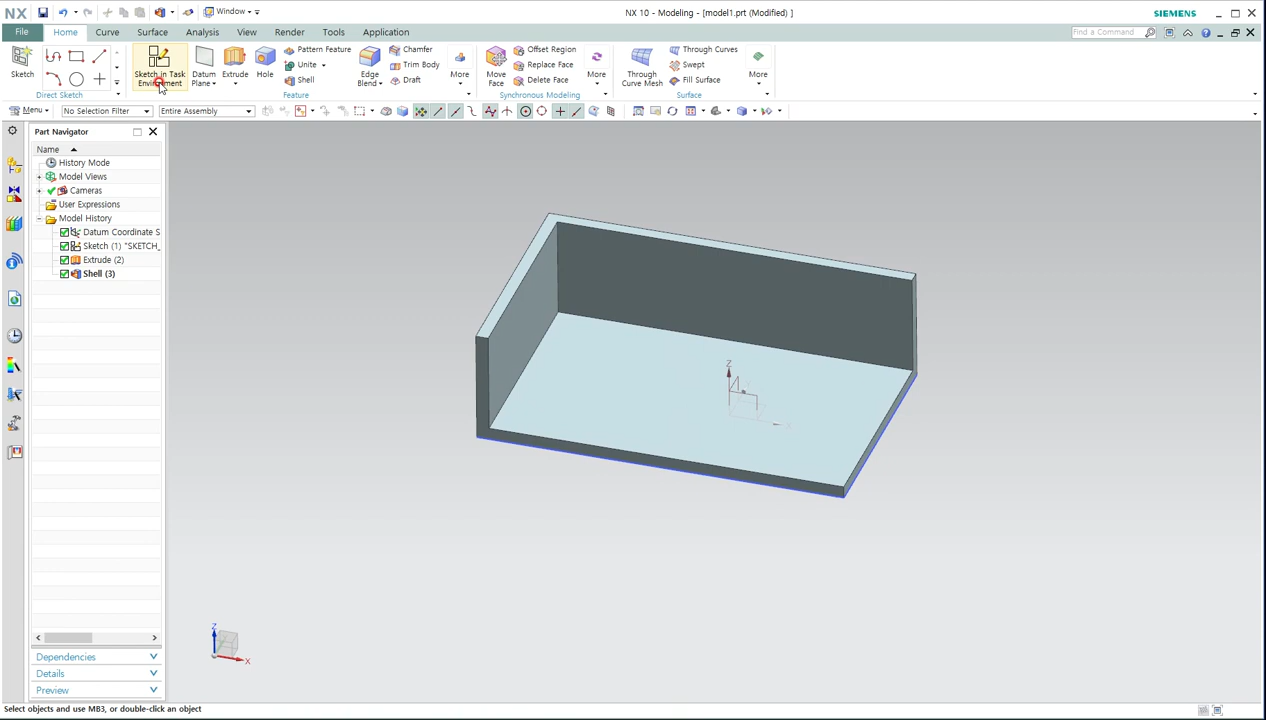 NX
Window
NX 10 - Modeling - [model1.prt (Modified) ]
SIEMENS
File Home Curve Surface Analysis View Render Tools Application
Find a Command
Sketch
Direct Sketch
Sketch in Task
Environment
Datum
Plane
Extrude
Hole
Pattern Feature
Unite
Shell
Edge
Blend
Chamfer
Trim Body
Draft
More
Feature
Move
Face
Offset Region
Replace Face
Delete Face
More
Synchronous Modeling
Through
Curve Mesh
Through Curves
Swept
Fill Surface
More
Surface
Menu
No Selection Filter
Entire Assembly
Part Navigator
Name
History Mode
Model Views
Cameras
User Expressions
Model History
Datum Coordinate S
Sketch (1) "SKETCH_
Extrude (2)
Shell (3)
Z
Z
X
Dependencies
Details
Preview
Select objects and use MB3, or double-click an object